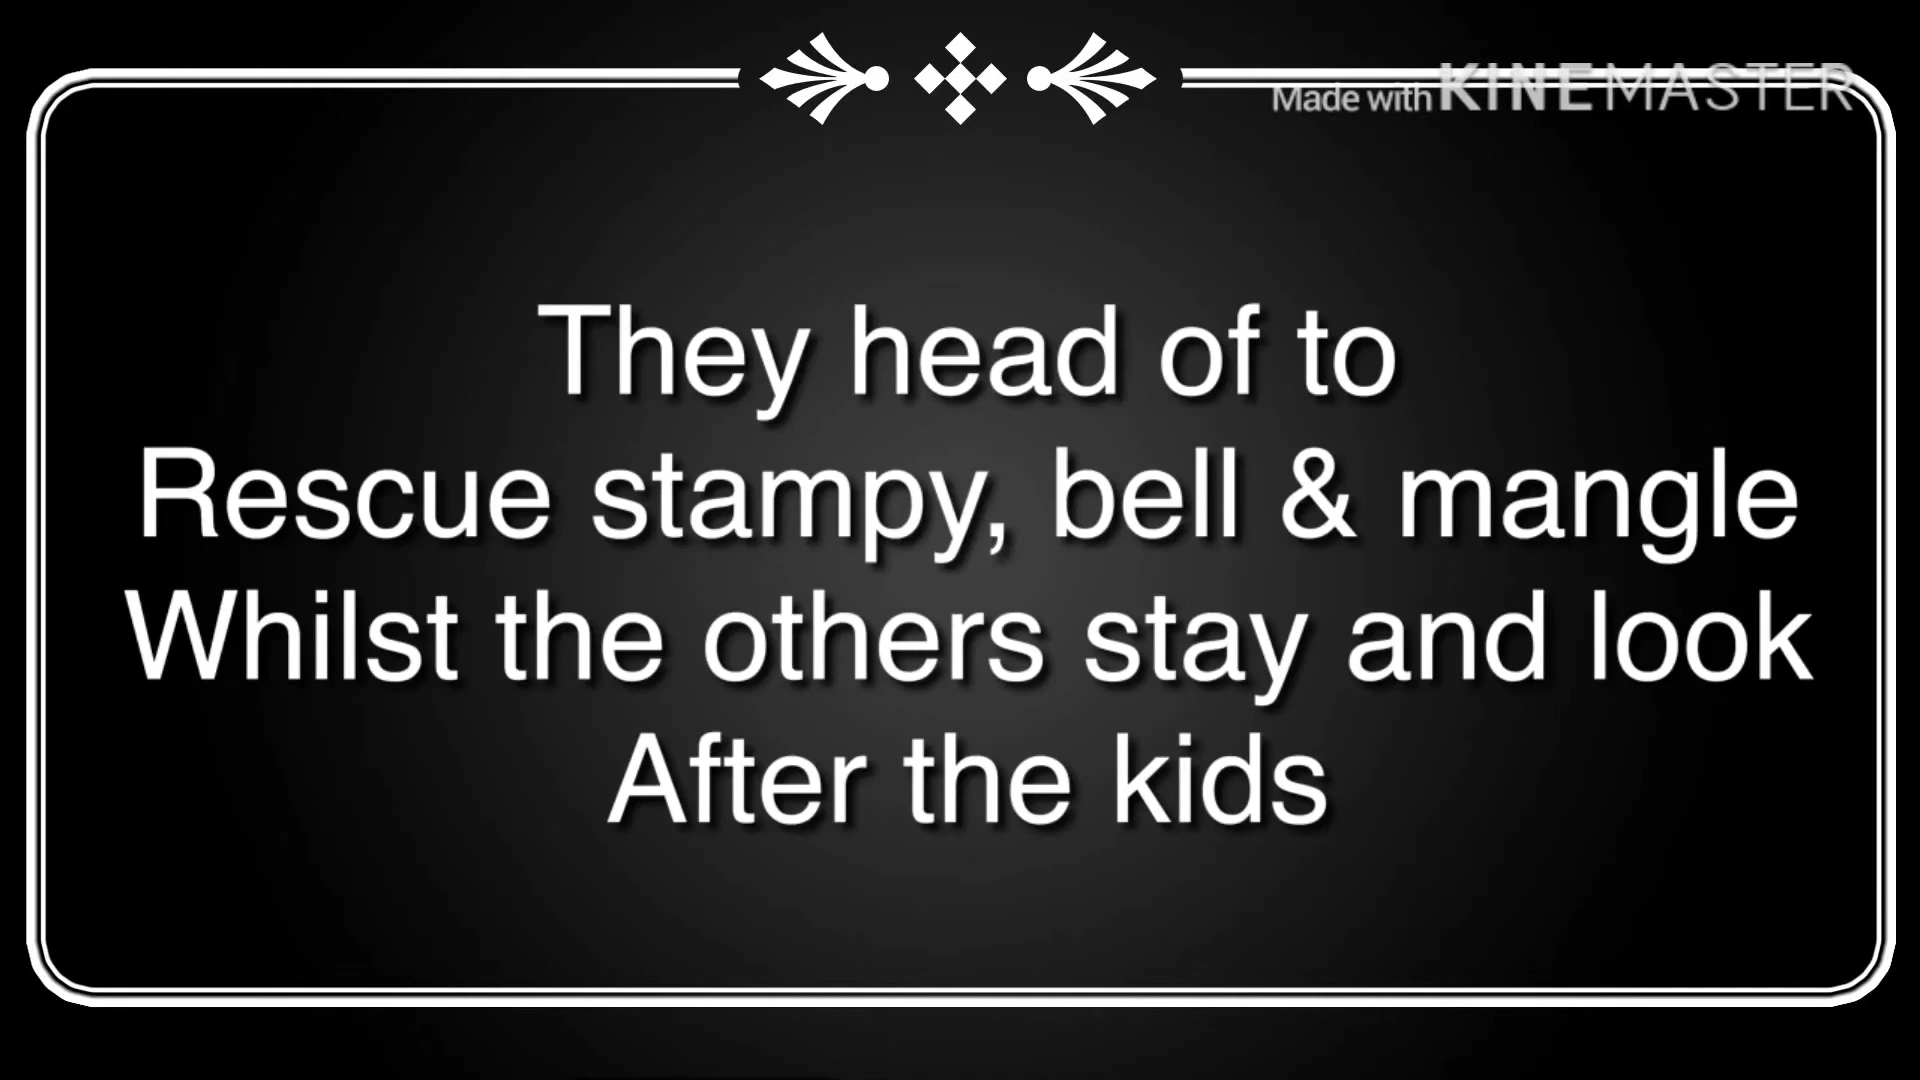 Made with KINEMASTER
They head of to
Rescue stampy, bell & mangle
Whilst the others stay and look
After the kids